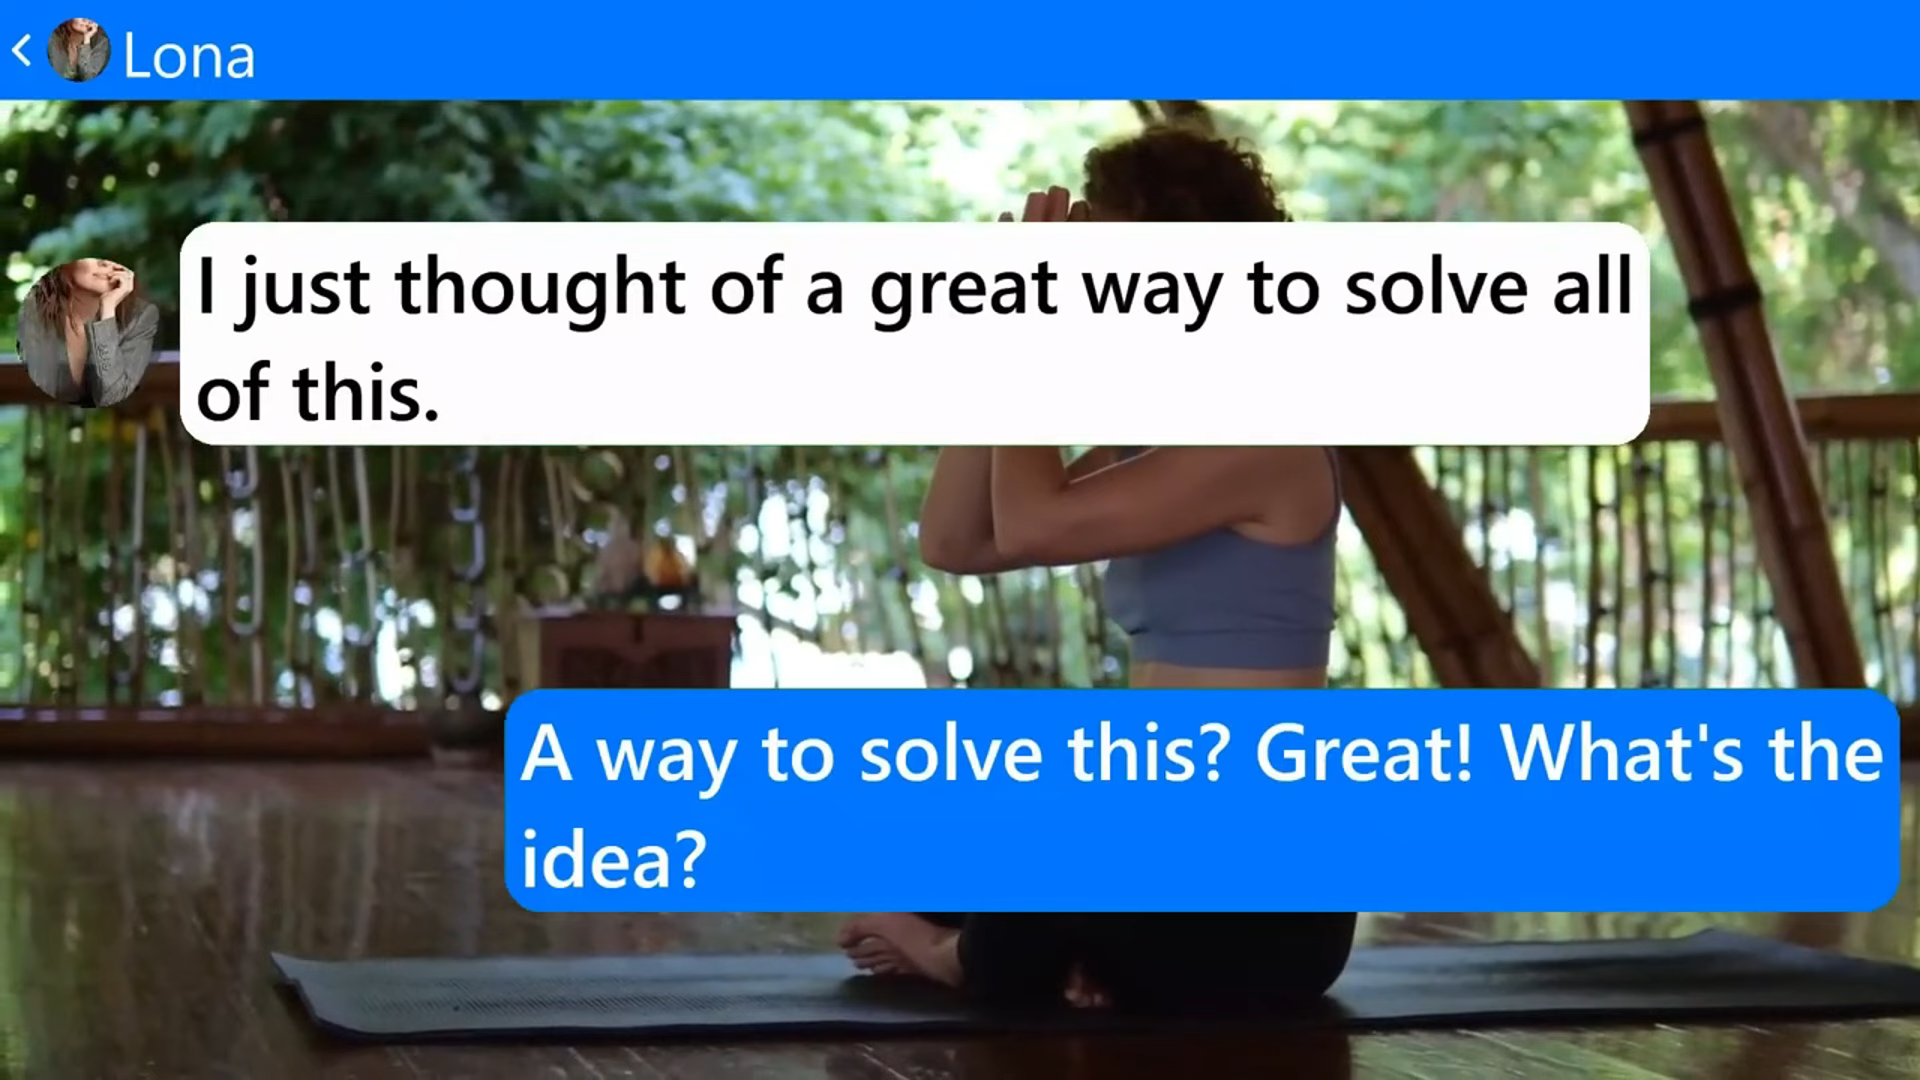 Lona
I just thought of a great way to solve all
of this.
A way to solve this? Great! What's the
idea?